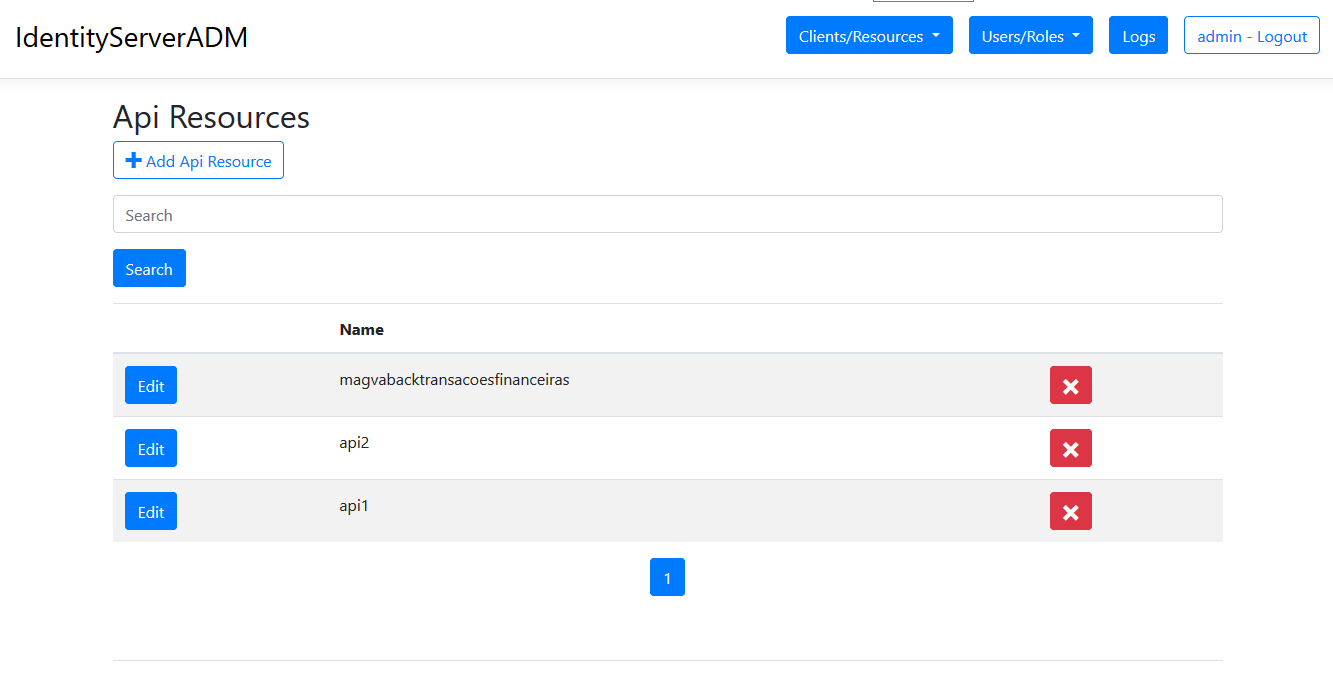 IdentityServerADM
Clients/Resources
Users/Roles
Logs
admin - Logout
Api Resources
Add Api Resource
Search
Search
Name
Edit magvabacktransacoesfinanceiras
Edit api2
Edit api1
1